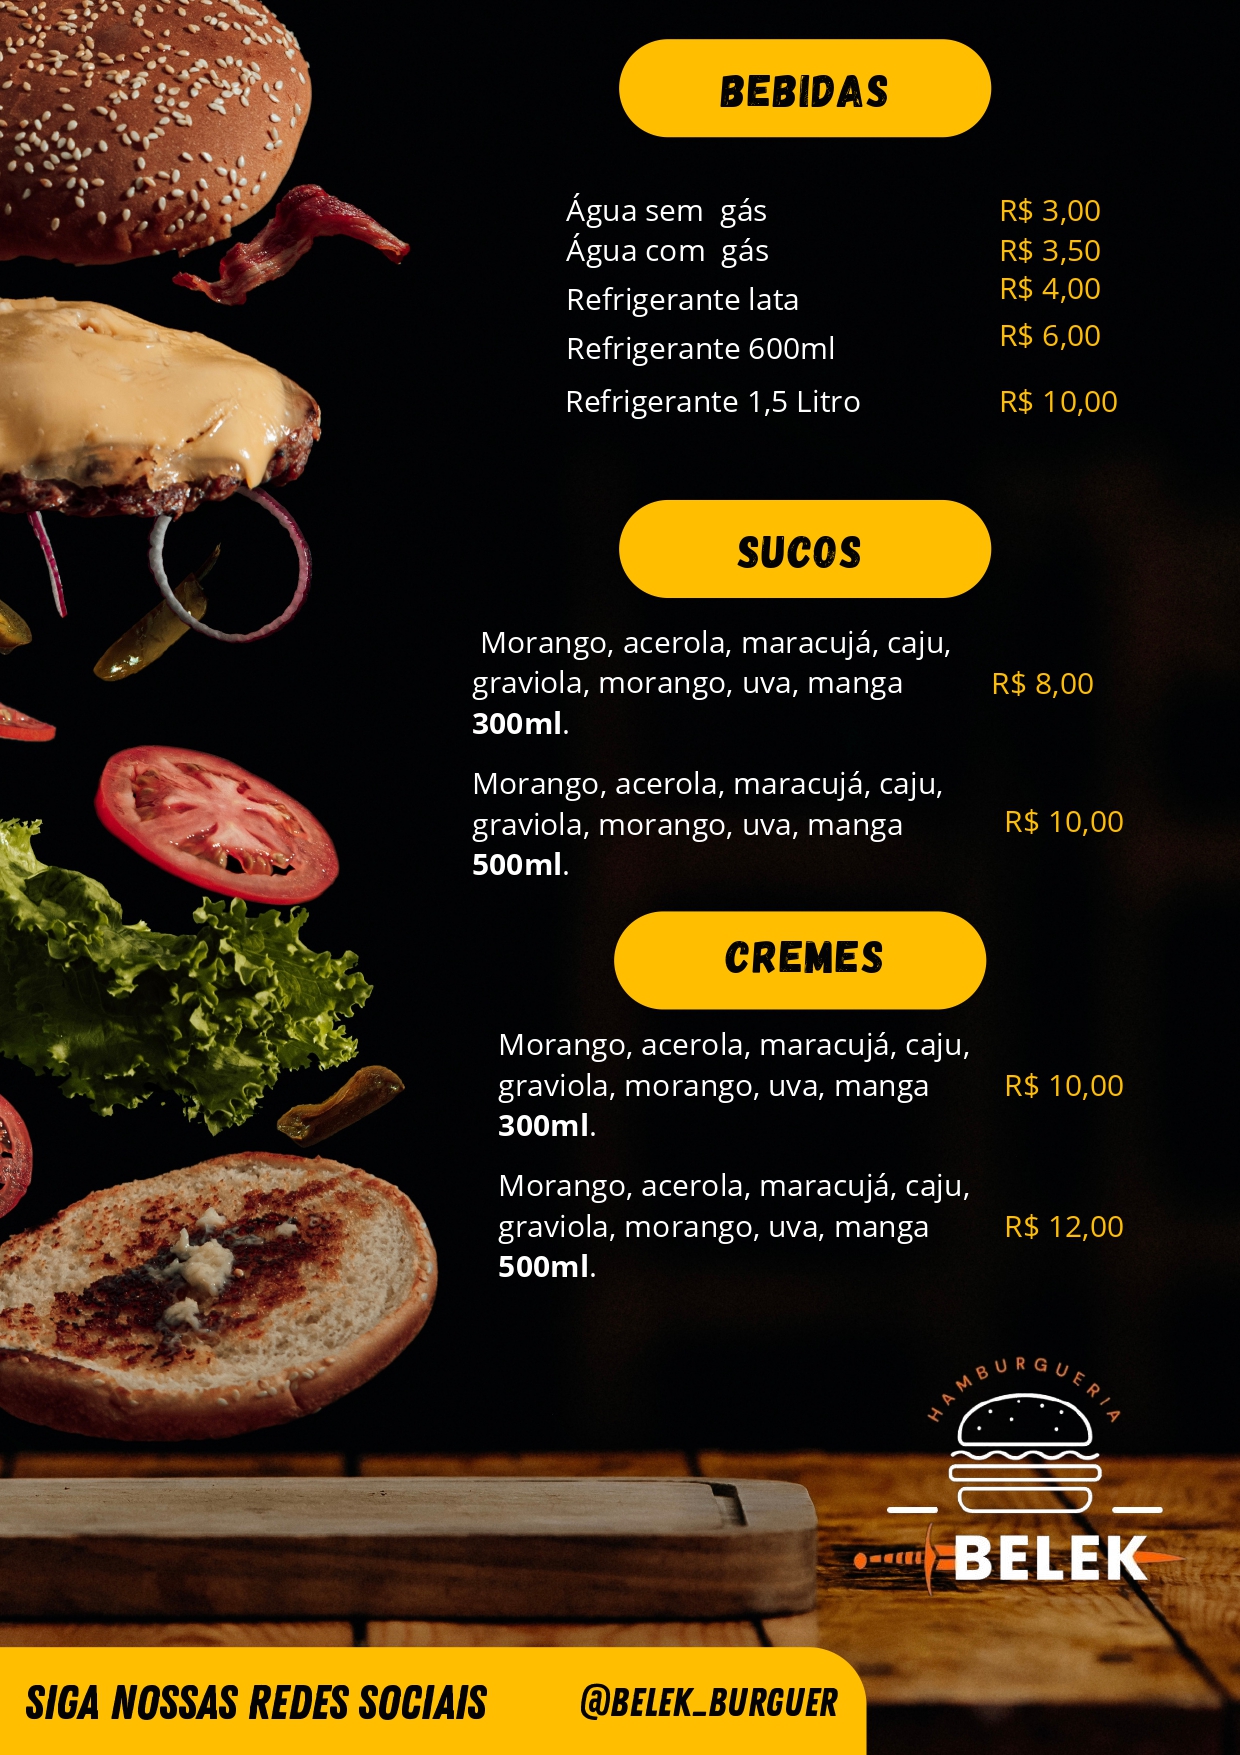 BEBIDAS
Água sem gás R$ 3,00
Água com gás R$ 3,50
Refrigerante lata R$ 4,00
Refrigerante 600ml R$ 6,00
Refrigerante 1,5 Litro R$ 10,00
SUCOS
Morango, acerola, maracujá, caju,
graviola, morango, uva, manga R$ 8,00
300ml.
Morango, acerola, maracujá, caju,
graviola, morango, uva, manga R$ 10,00
500ml.
CREMES
Morango, acerola, maracujá, caju,
graviola, morango, uva, manga R$ 10,00
300ml.
Morango, acerola, maracujá, caju,
graviola, morango, uva, manga R$ 12,00
500ml.
HAMBURGUERIA
BELEK
SIGA NOSSAS REDES SOCIAIS @BELEK_BURGUER